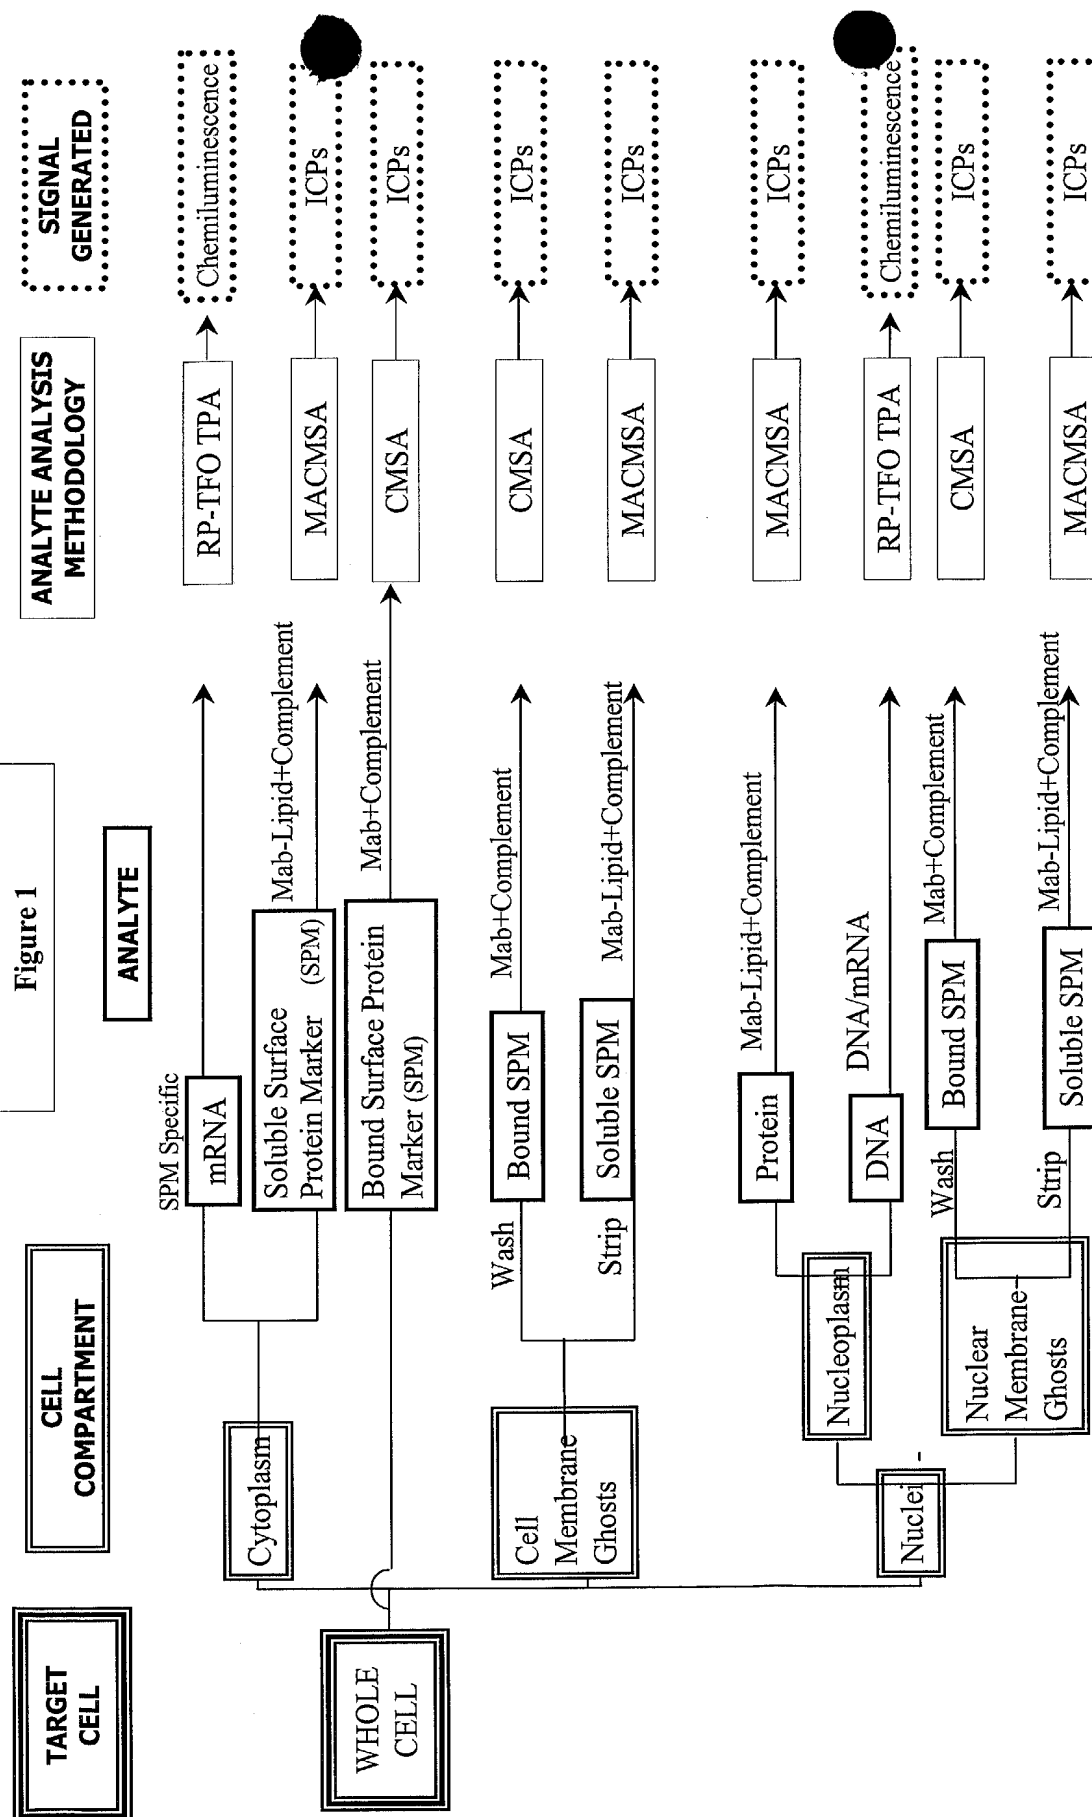 Figure 1
TARGET
CELL
CELL
COMPARTMENT
ANALYTE
ANALYTE ANALYSIS
METHODOLOGY
SIGNAL
GENERATED
WHOLE
CELL
Cytoplasm
SPM Specific
mRNA
RP-TFO TPA
Chemiluminescence
Soluble Surface
Protein Marker (SPM)
Mab-Lipid+Complement
MACMSA
ICPs
Bound Surface Protein
Marker (SPM)
Mab+Complement
CMSA
ICPs
Cell
Membrane
Ghosts
Wash
Bound SPM
Mab+Complement
CMSA
ICPs
Strip
Soluble SPM
Mab-Lipid+Complement
MACMSA
ICPs
Nuclei
Nucleoplasm
Protein
Mab-Lipid+Complement
MACMSA
ICPs
DNA
DNA/mRNA
RP-TFO TPA
Chemiluminescence
Nuclear
Membrane
Ghosts
Wash
Bound SPM
Mab+Complement
CMSA
ICPs
Strip
Soluble SPM
Mab-Lipid+Complement
MACMSA
ICPs